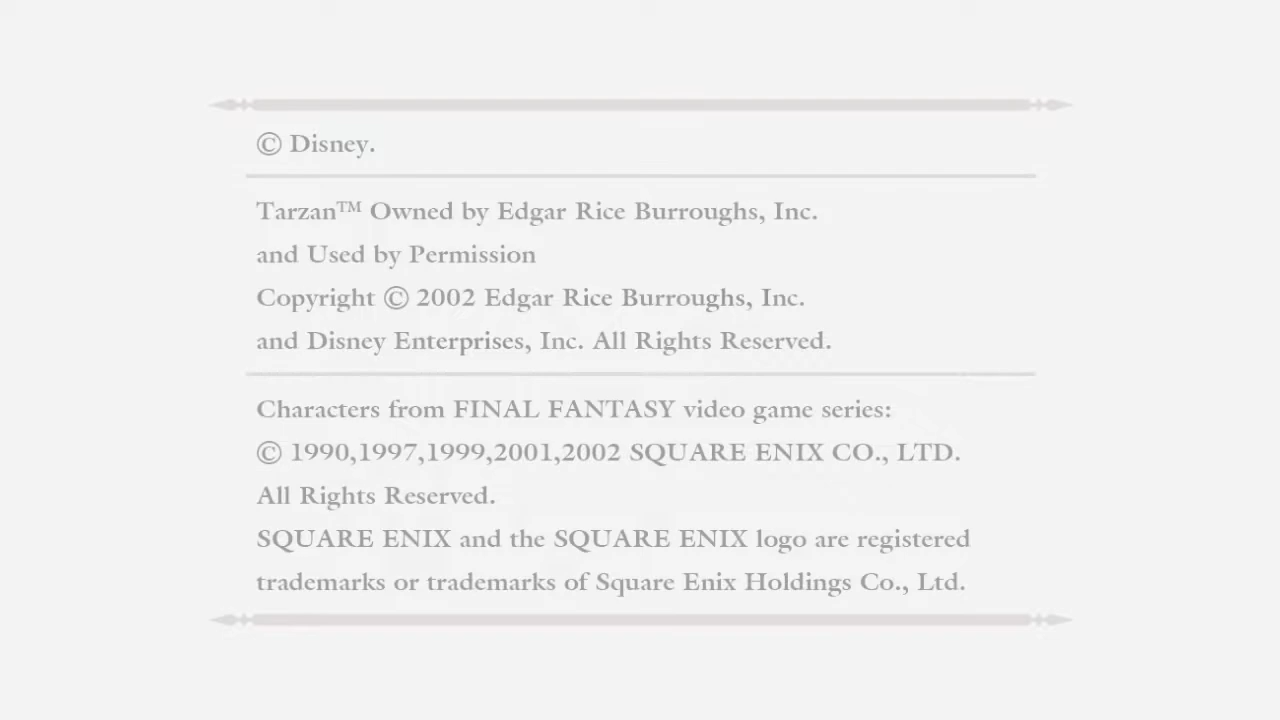 © Disney.
Tarzan™ Owned by Edgar Rice Burroughs, Inc.
and Used by Permission
Copyright © 2002 Edgar Rice Burroughs, Inc.
and Disney Enterprises, Inc. All Rights Reserved.
Characters from FINAL FANTASY video game series:
© 1990,1997,1999,2001,2002 SQUARE ENIX CO., LTD.
All Rights Reserved.
SQUARE ENIX and the SQUARE ENIX logo are registered
trademarks or trademarks of Square Enix Holdings Co., Ltd.